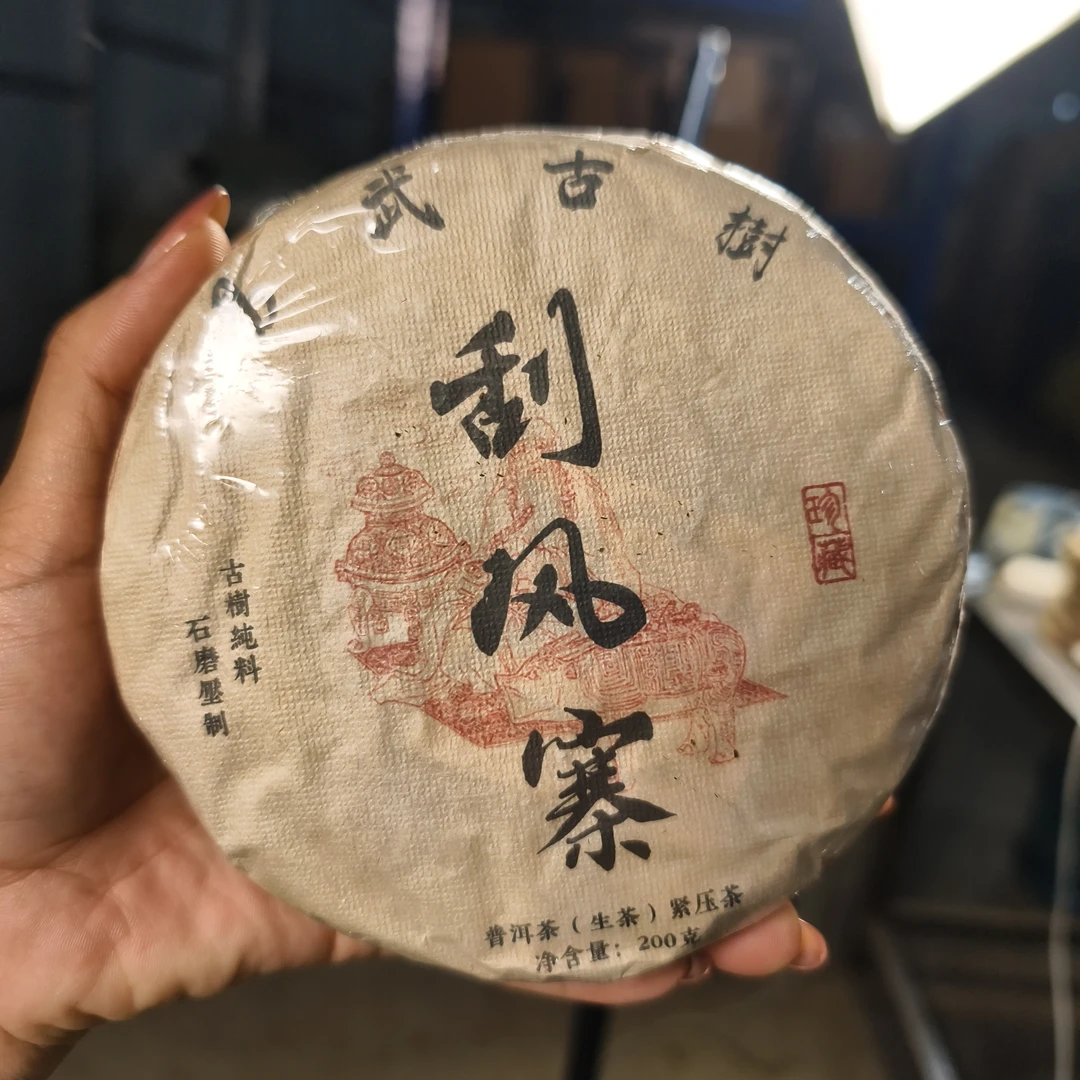 武古樹
刮风寨
珍藏
古樹純料
石磨壓制
普洱茶（生茶）紧压茶
净含量：200克